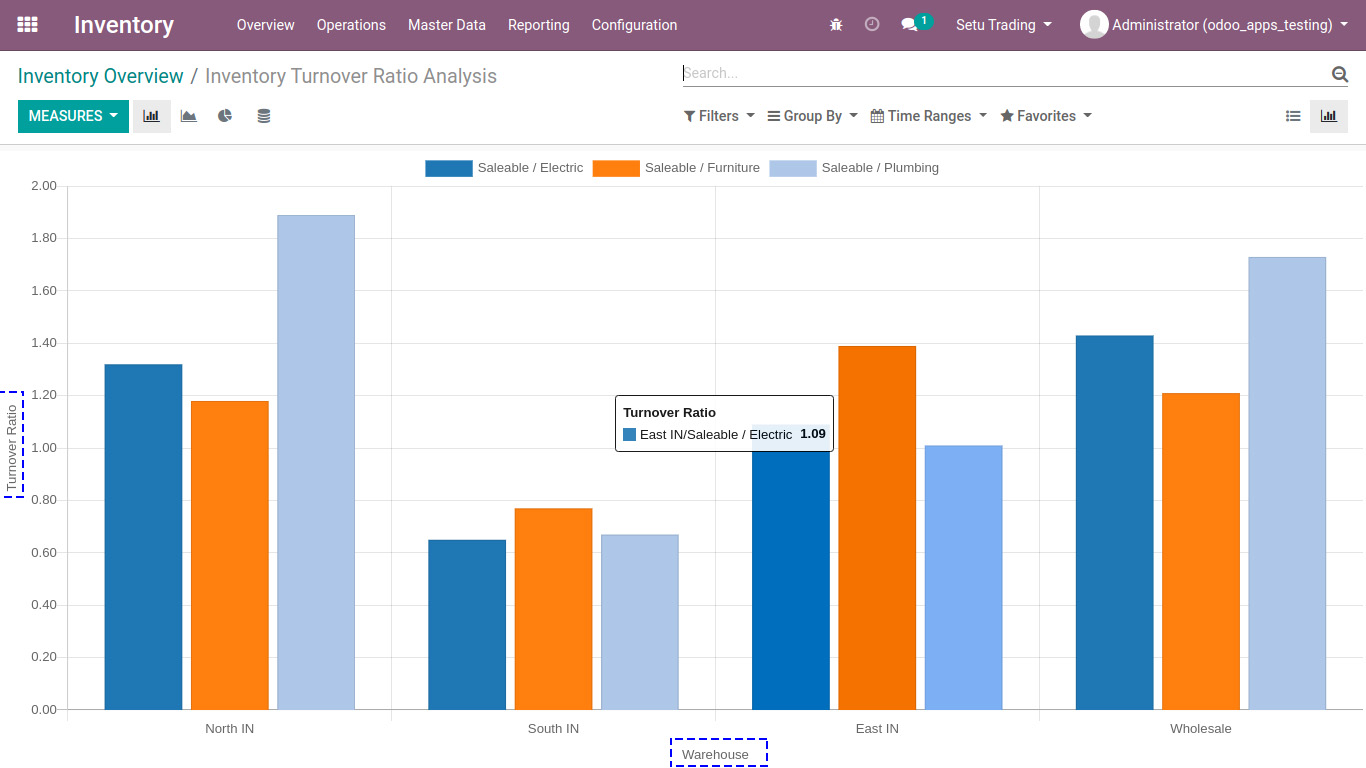 Inventory Overview Operations Master Data Reporting Configuration 1 Setu Trading Administrator (odoo_apps_testing)
Inventory Overview / Inventory Turnover Ratio Analysis Search...
MEASURES Filters Group By Time Ranges Favorites
Saleable / Electric Saleable / Furniture Saleable / Plumbing
2.00
1.80
1.60
1.40
1.20
1.00
0.80
0.60
0.40
0.20
0.00
Turnover Ratio
Turnover Ratio
East IN/Saleable / Electric 1.09
North IN South IN East IN Wholesale
Warehouse